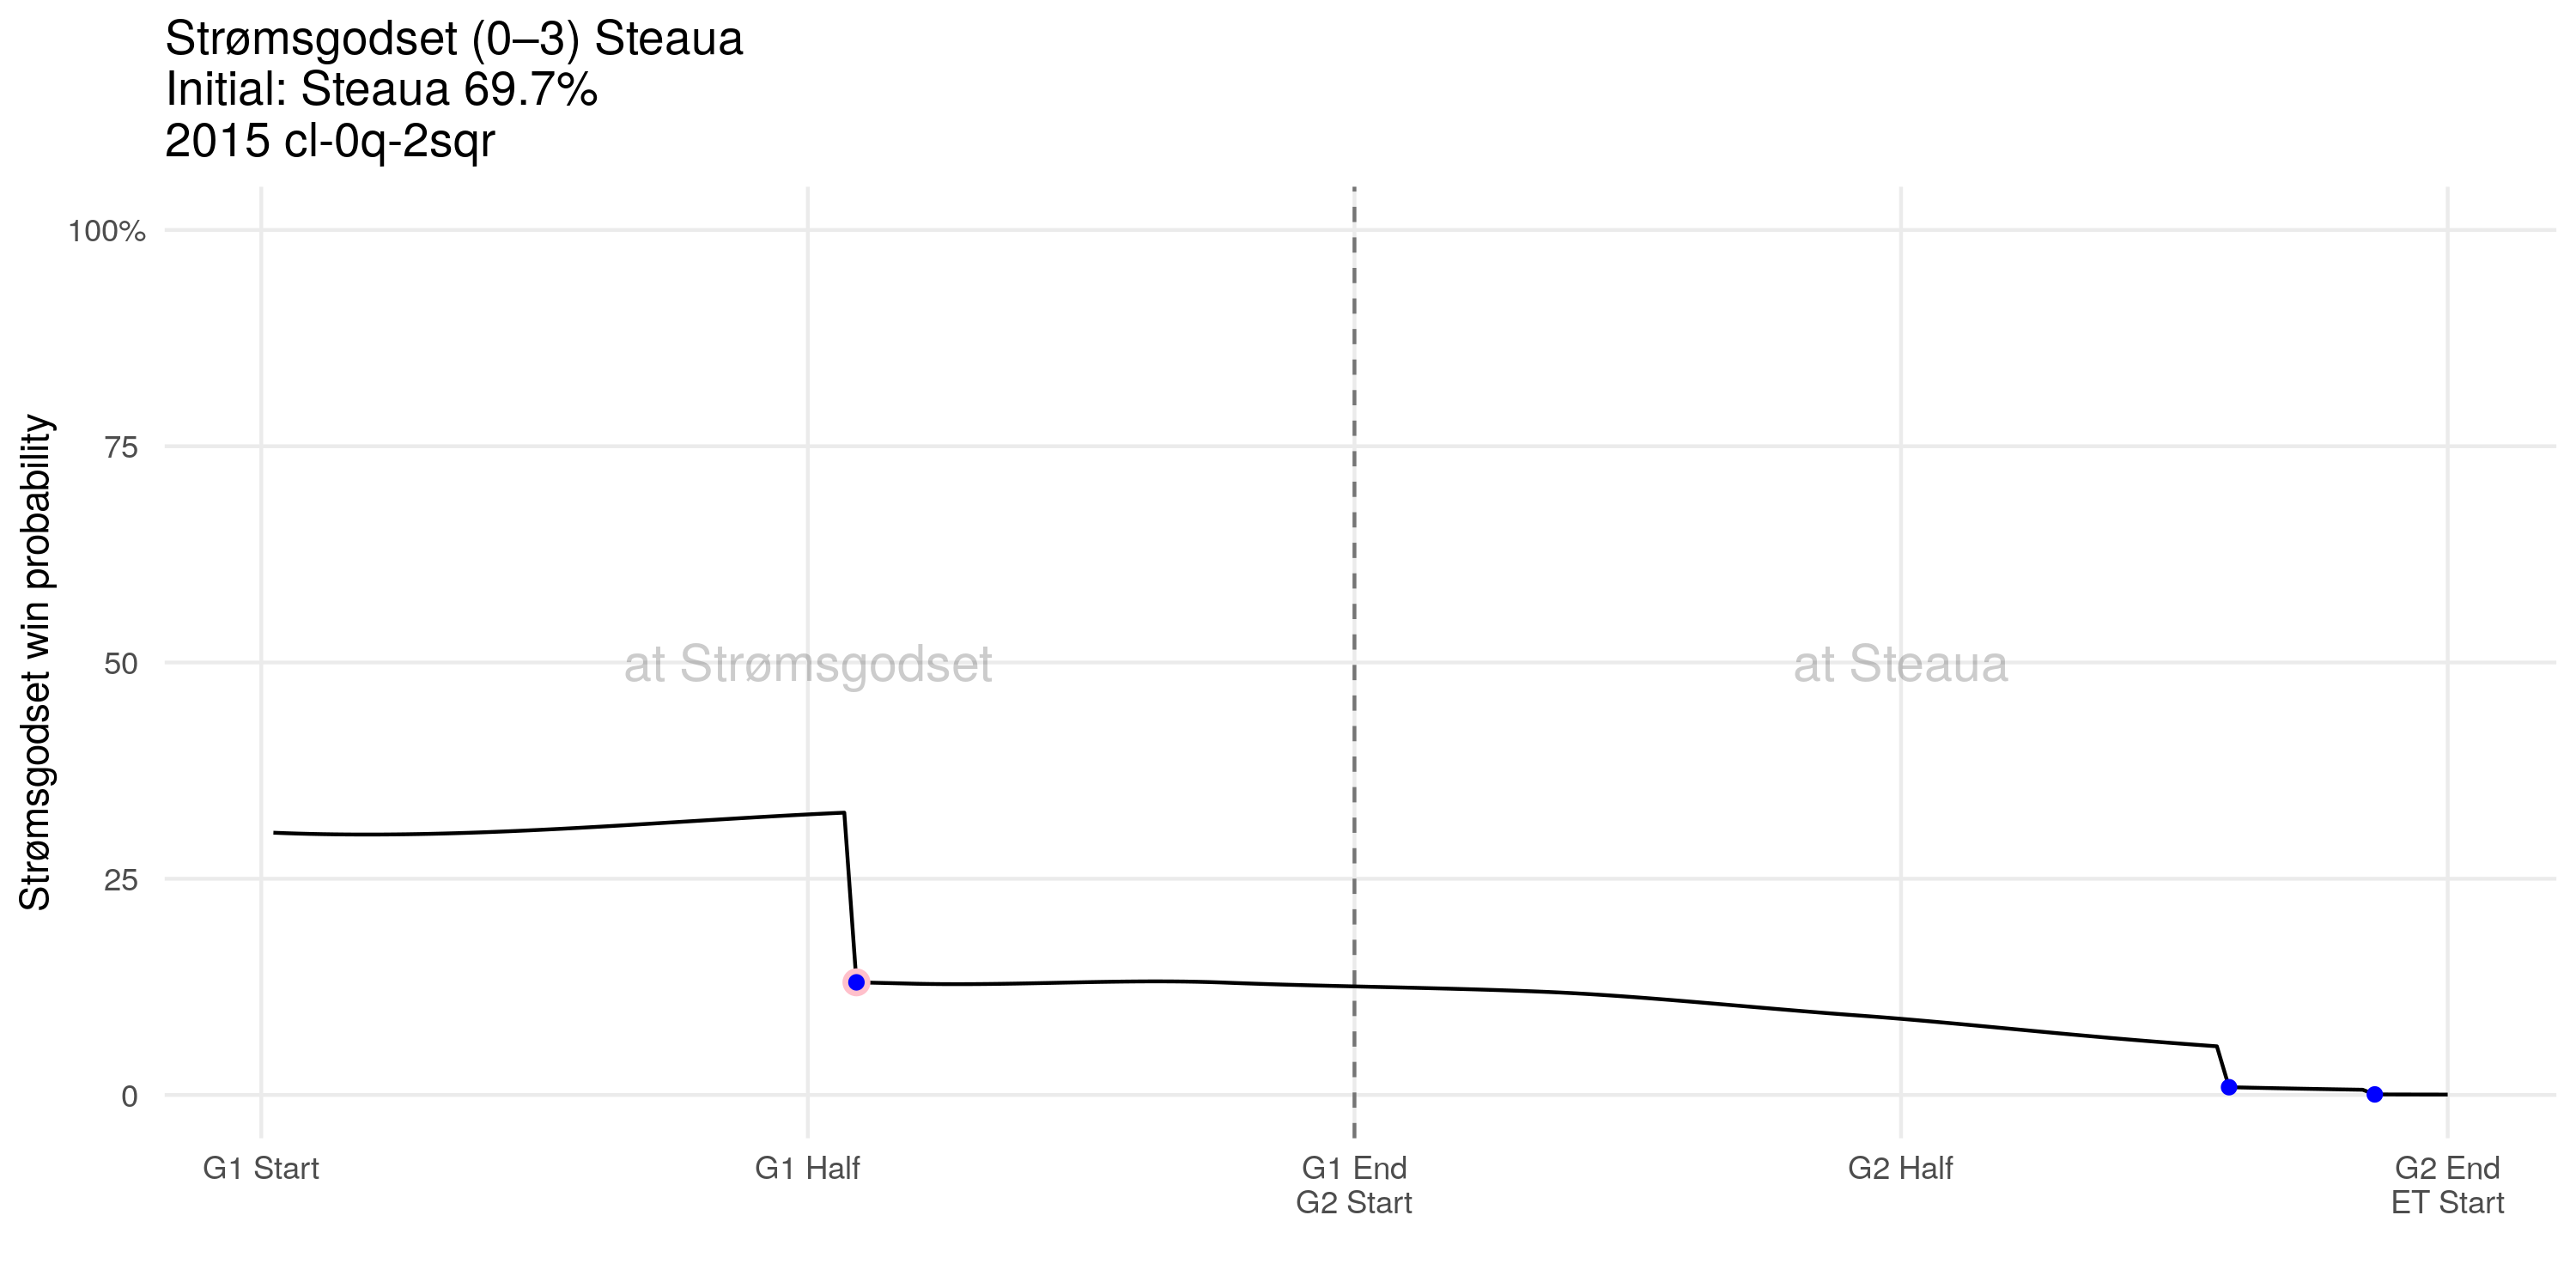 Strømsgodset (0–3) Steaua
Initial: Steaua 69.7%
2015 cl-0q-2sqr
Strømsgodset win probability
100%
75
50
25
0
at Strømsgodset
at Steaua
G1 Start
G1 Half
G1 End
G2 Start
G2 Half
G2 End
ET Start